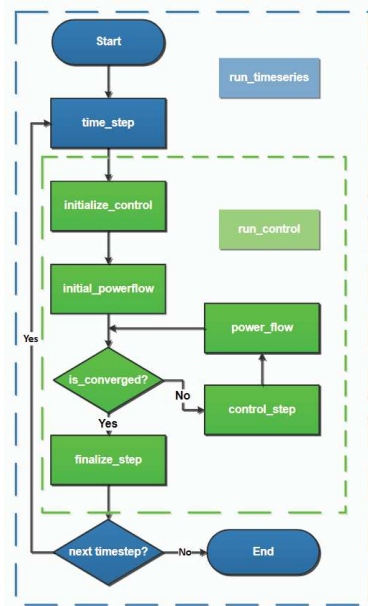 Start
run_timeseries
time_step
initialize_control
run_control
initial_powerflow
power_flow
Yes
is_converged?
No
control_step
Yes
finalize_step
next timestep?
No
End